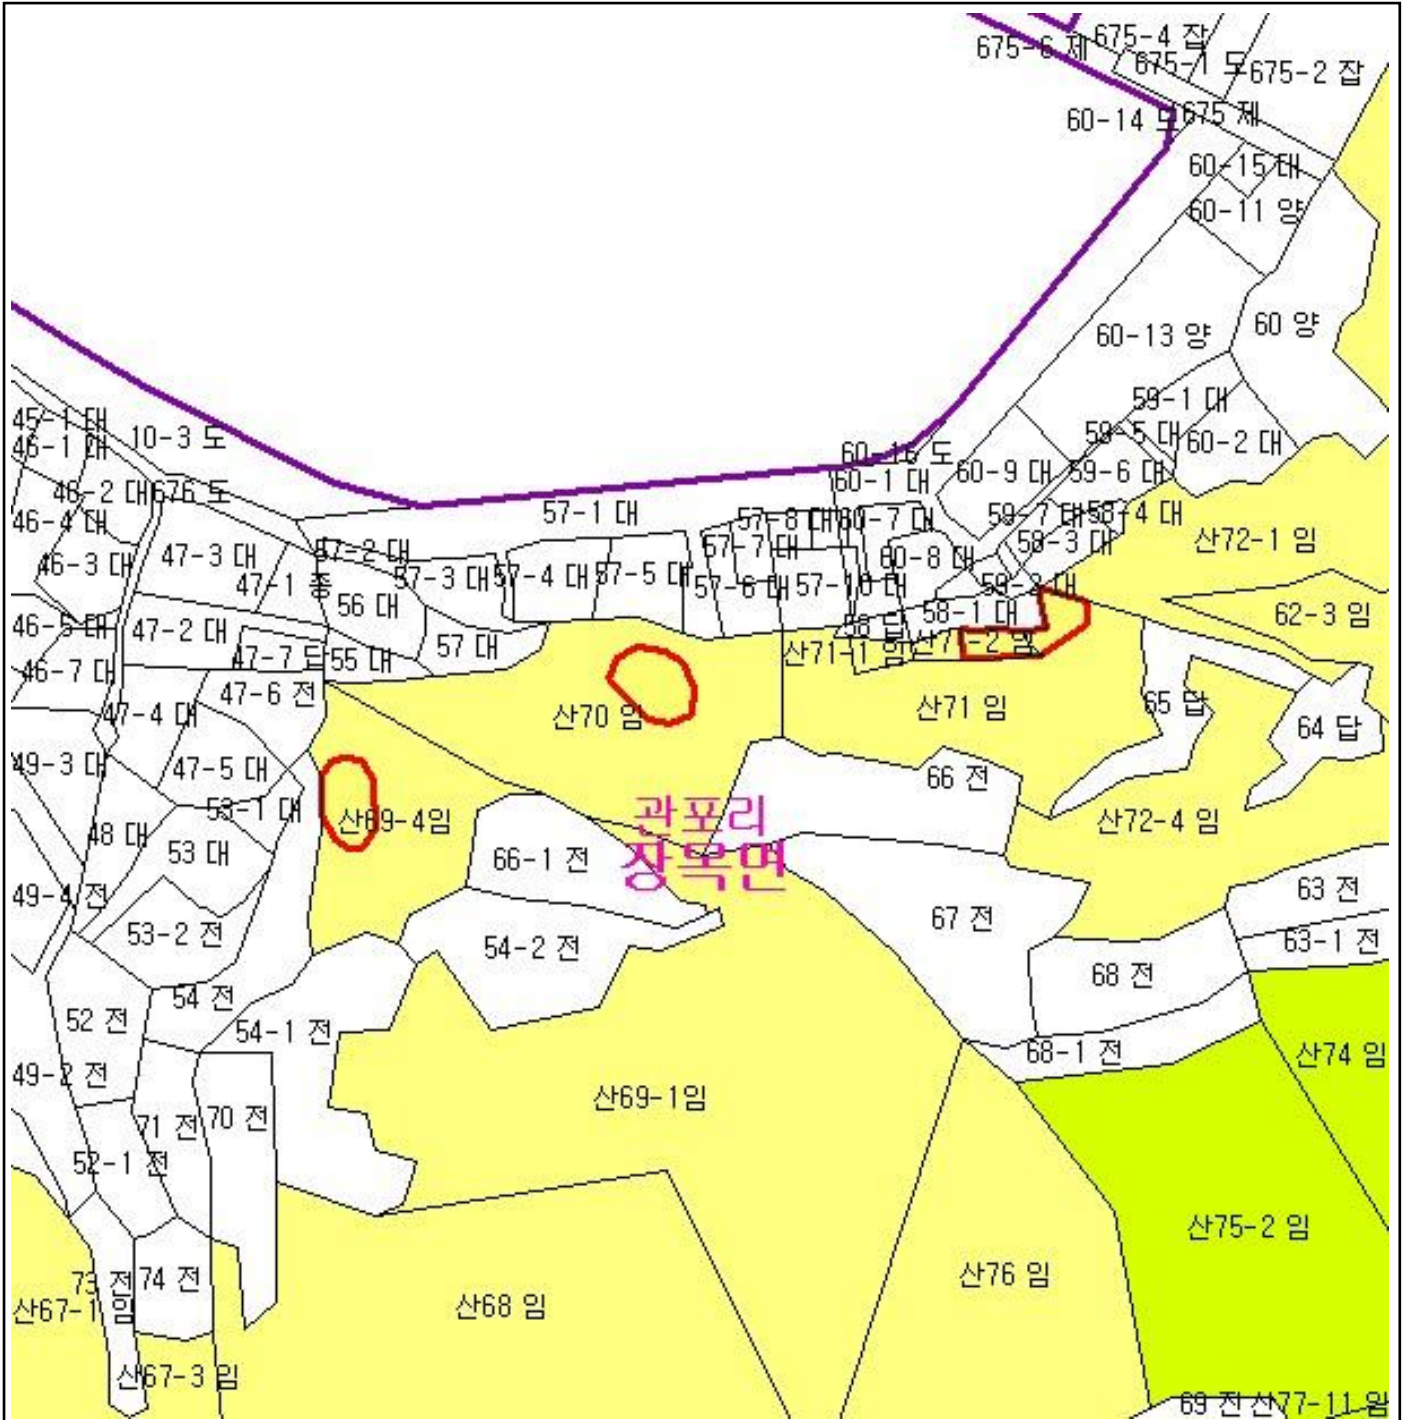 675-4 잡
675-6 제
675-1 도
675-2 잡
60-14 도
675 제
60-15 대
60-11 양
60-13 양
60 양
59-1 대
59-5 대
60-2 대
45-1 대
46-1 대
10-3 도
60-16 도
60-9 대
59-6 대
60-1 대
46-2 대
676 도
46-4 대
57-1 대
57-8 대
60-7 대
59-7 대
58-4 대
47-3 대
57-2 대
57-7 대
58-3 대
산72-1 임
46-3 대
47-1 종
57-3 대
57-4 대
57-5 대
57-6 대
57-10 대
60-8 대
59-3 대
56 대
58-1 대
62-3 임
46-5 대
47-2 대
58 답
57 대
47-7 답
55 대
산71-1 임
산71-2 임
46-7 대
47-6 전
47-4 대
산70 임
산71 임
65 답
64 답
49-3 대
47-5 대
66 전
53-1 대
48 대
산69-4임
관포리
산72-4 임
53 대
66-1 전
장목면
49-4 전
63 전
53-2 전
54-2 전
67 전
63-1 전
68 전
54 전
52 전
54-1 전
68-1 전
산74 임
49-2 전
산69-1임
71 전
70 전
52-1 전
산75-2 임
73 전
74 전
산76 임
산67-1 임
산68 임
산67-3 임
69 전
산77-11 임